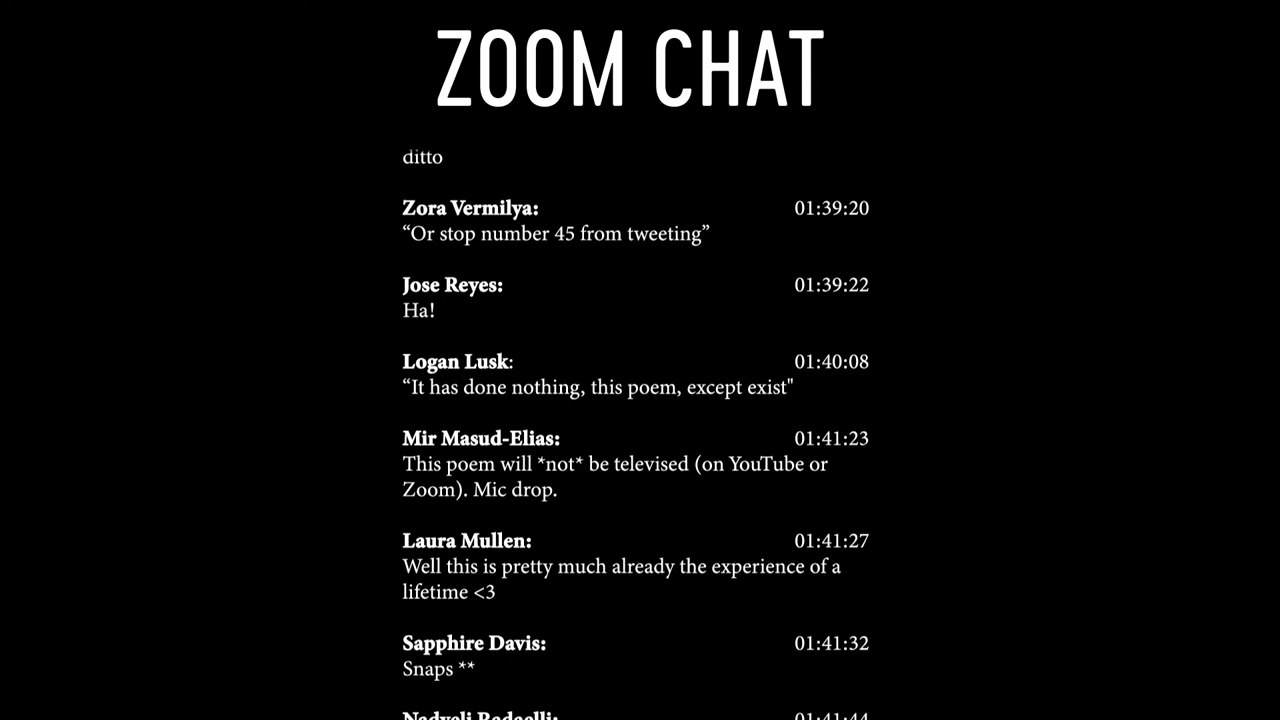 ZOOM CHAT
ditto
Zora Vermilya: 01:39:20
“Or stop number 45 from tweeting”
Jose Reyes: 01:39:22
Ha!
Logan Lusk: 01:40:08
“It has done nothing, this poem, except exist"
Mir Masud-Elias: 01:41:23
This poem will *not* be televised (on YouTube or
Zoom). Mic drop.
Laura Mullen: 01:41:27
Well this is pretty much already the experience of a
lifetime <3
Sapphire Davis: 01:41:32
Snaps **
01:41:44